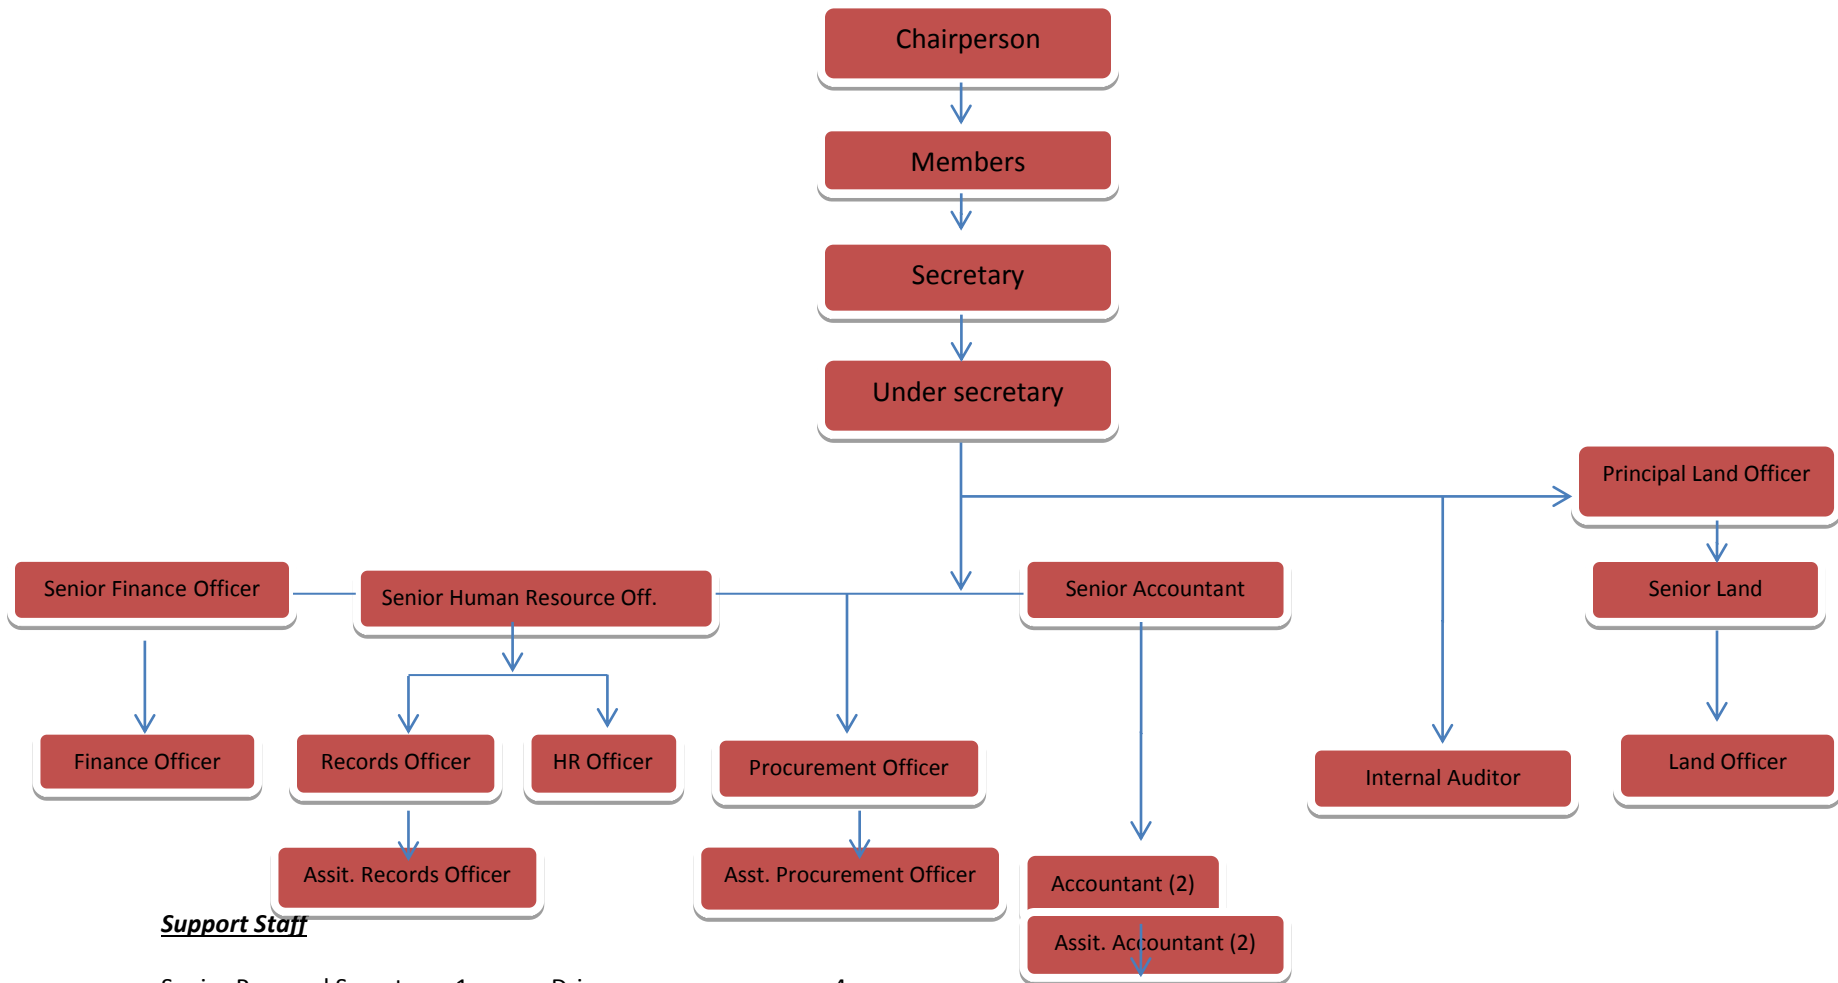 Chairperson
Members
Secretary
Under secretary
Principal Land Officer
Senior Finance Officer
Senior Human Resource Off.
Senior Accountant
Senior Land
Finance Officer
Records Officer
HR Officer
Procurement Officer
Internal Auditor
Land Officer
Assit. Records Officer
Asst. Procurement Officer
Accountant (2)
Support Staff
Assit. Accountant (2)